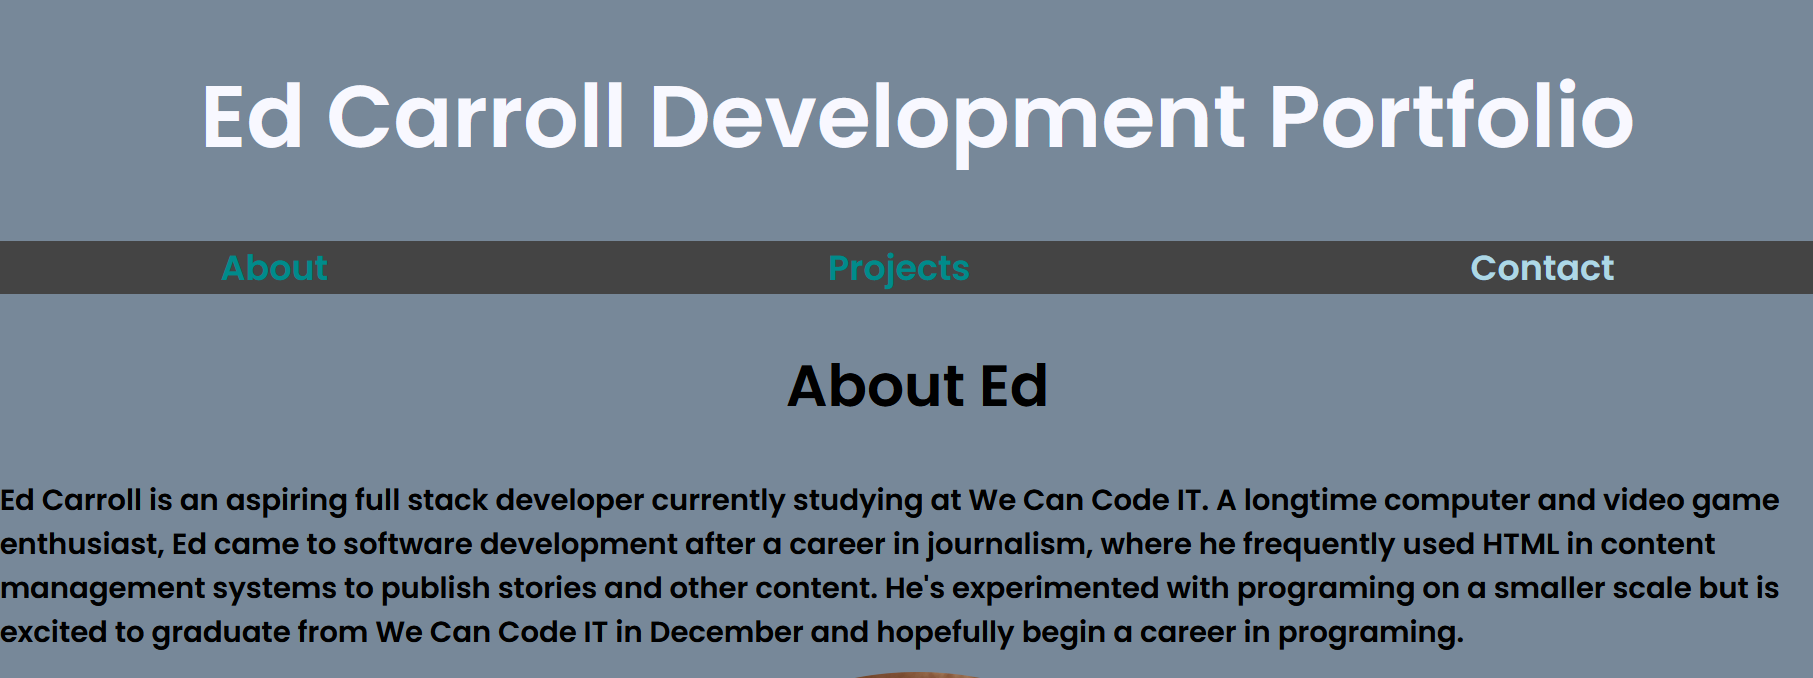 Ed Carroll Development Portfolio
About Projects Contact
About Ed
Ed Carroll is an aspiring full stack developer currently studying at We Can Code IT. A longtime computer and video game
enthusiast, Ed came to software development after a career in journalism, where he frequently used HTML in content
management systems to publish stories and other content. He's experimented with programing on a smaller scale but is
excited to graduate from We Can Code IT in December and hopefully begin a career in programing.